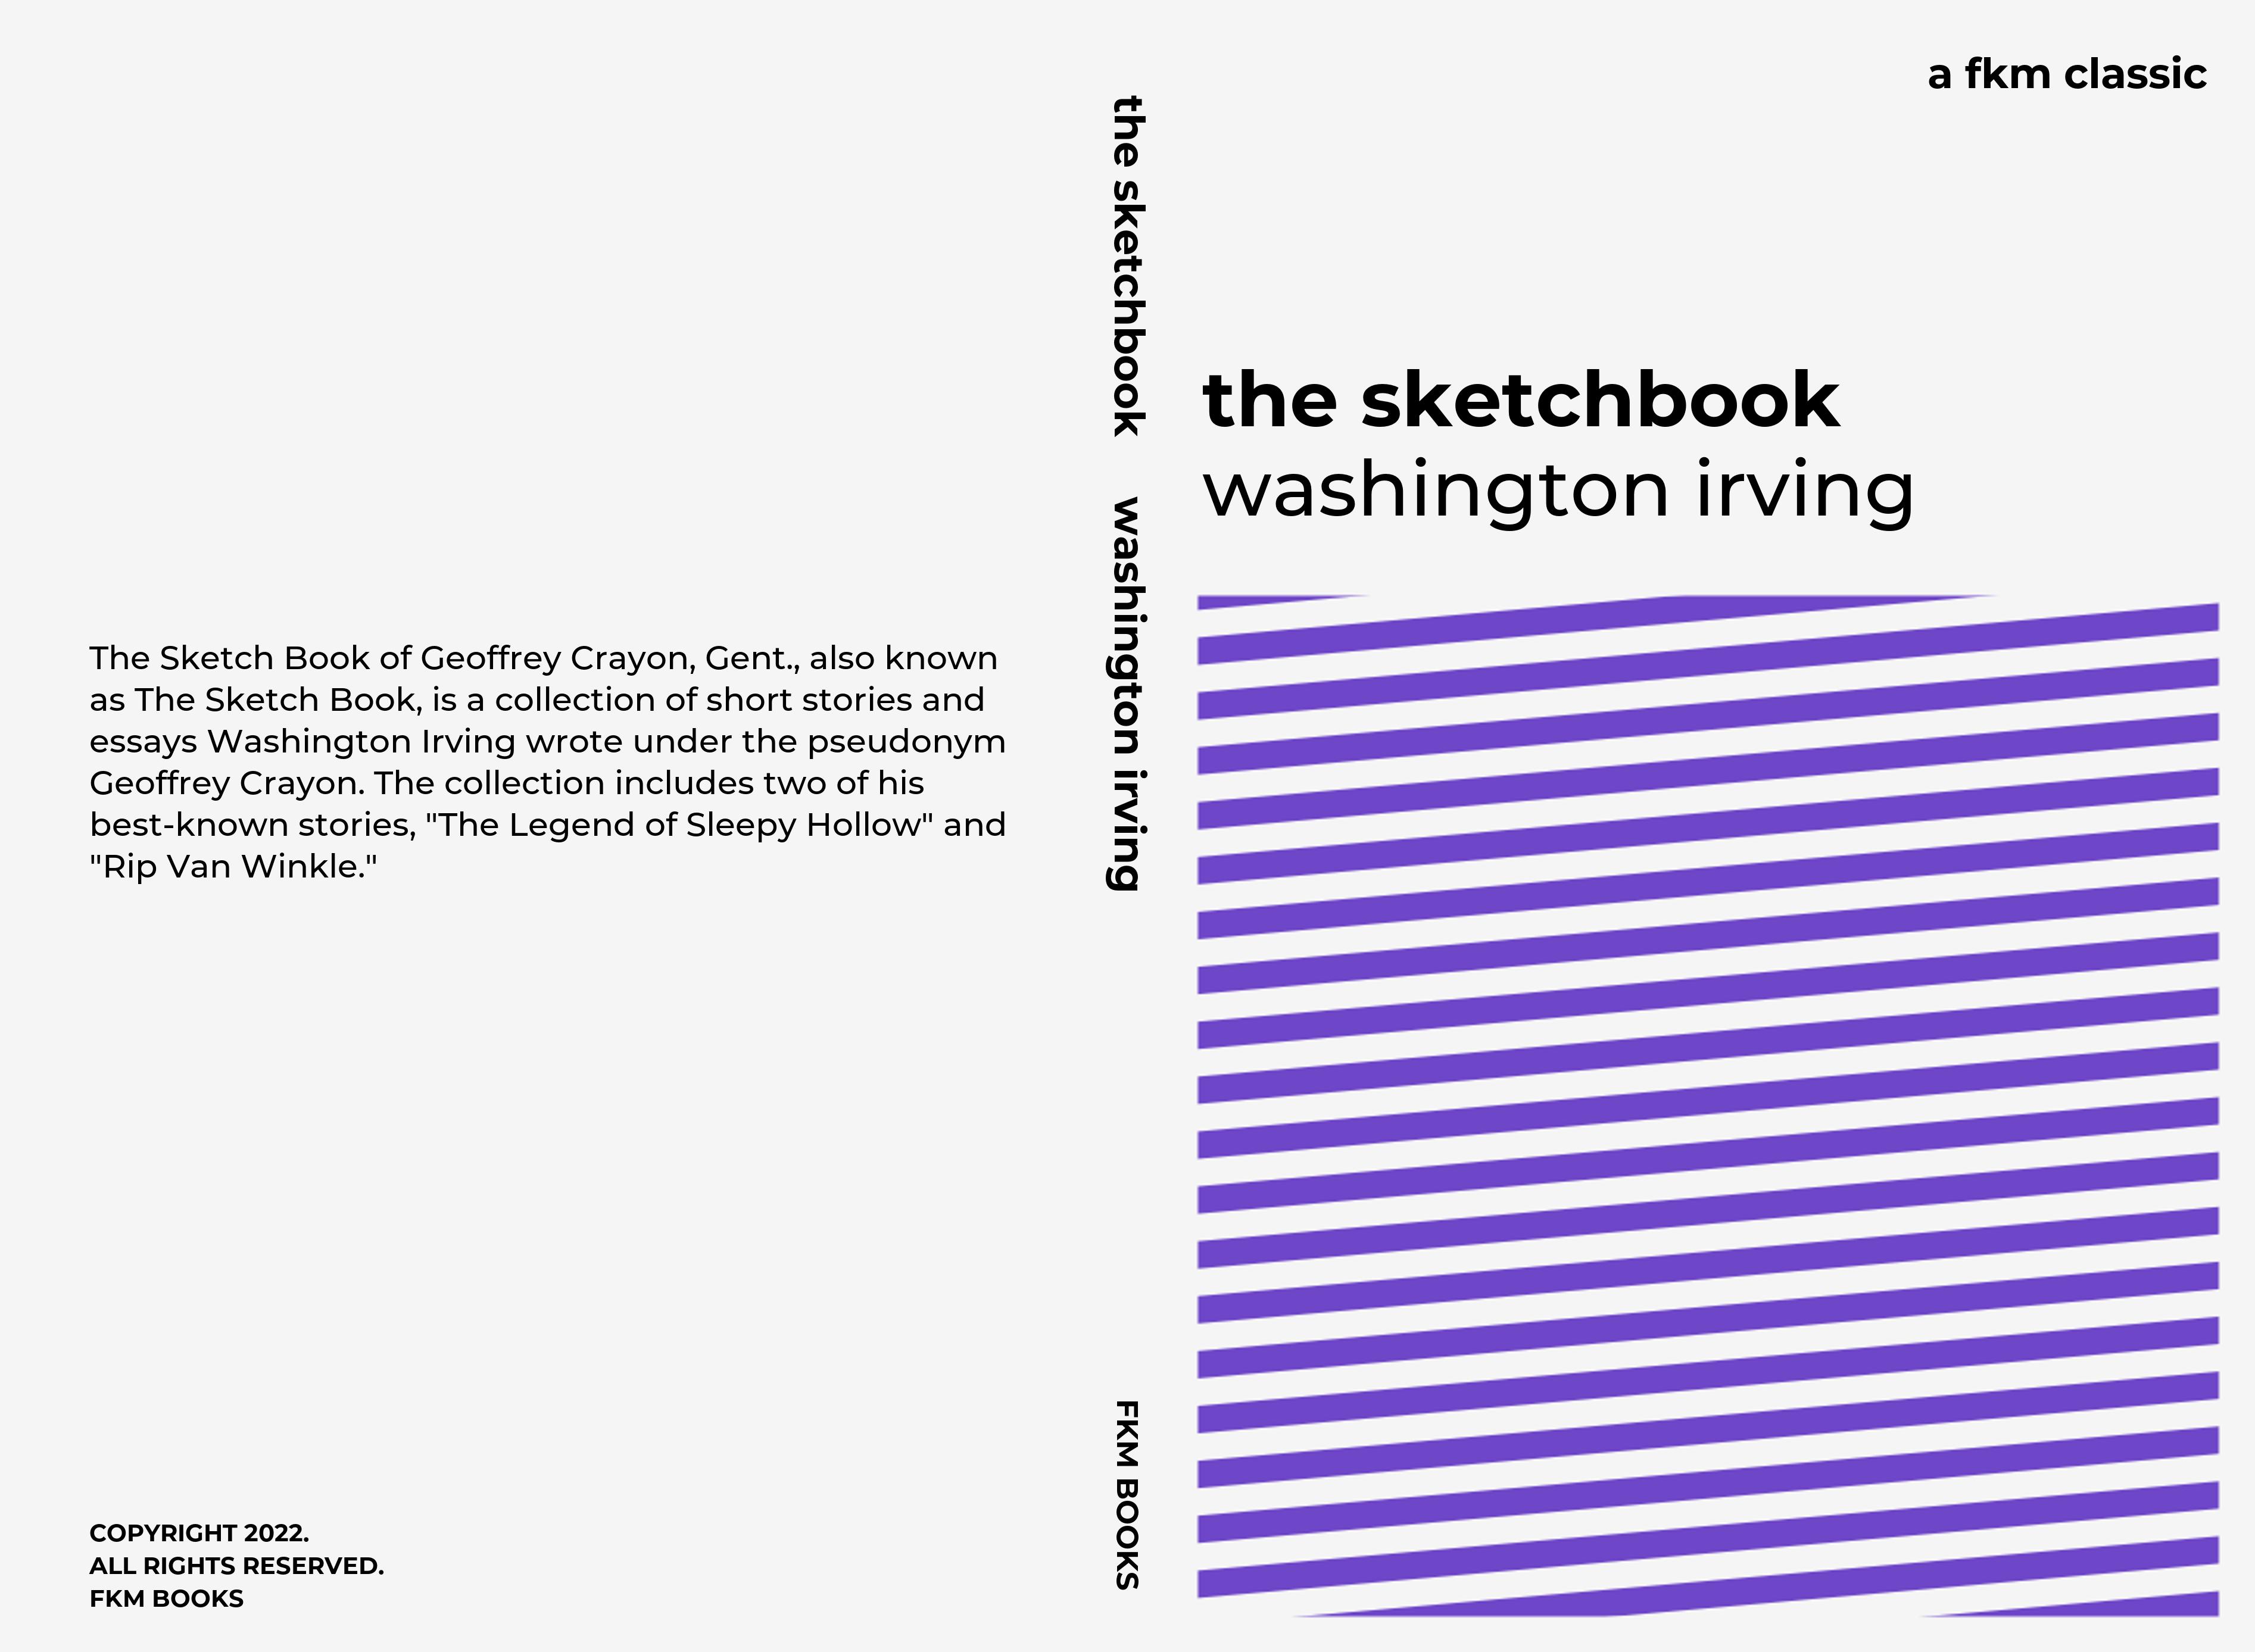 a fkm classic
the sketchbook
washington irving
the sketchbook washington irving
FKM BOOKS
The Sketch Book of Geoffrey Crayon, Gent., also known
as The Sketch Book, is a collection of short stories and
essays Washington Irving wrote under the pseudonym
Geoffrey Crayon. The collection includes two of his
best-known stories, "The Legend of Sleepy Hollow" and
"Rip Van Winkle."
COPYRIGHT 2022.
ALL RIGHTS RESERVED.
FKM BOOKS